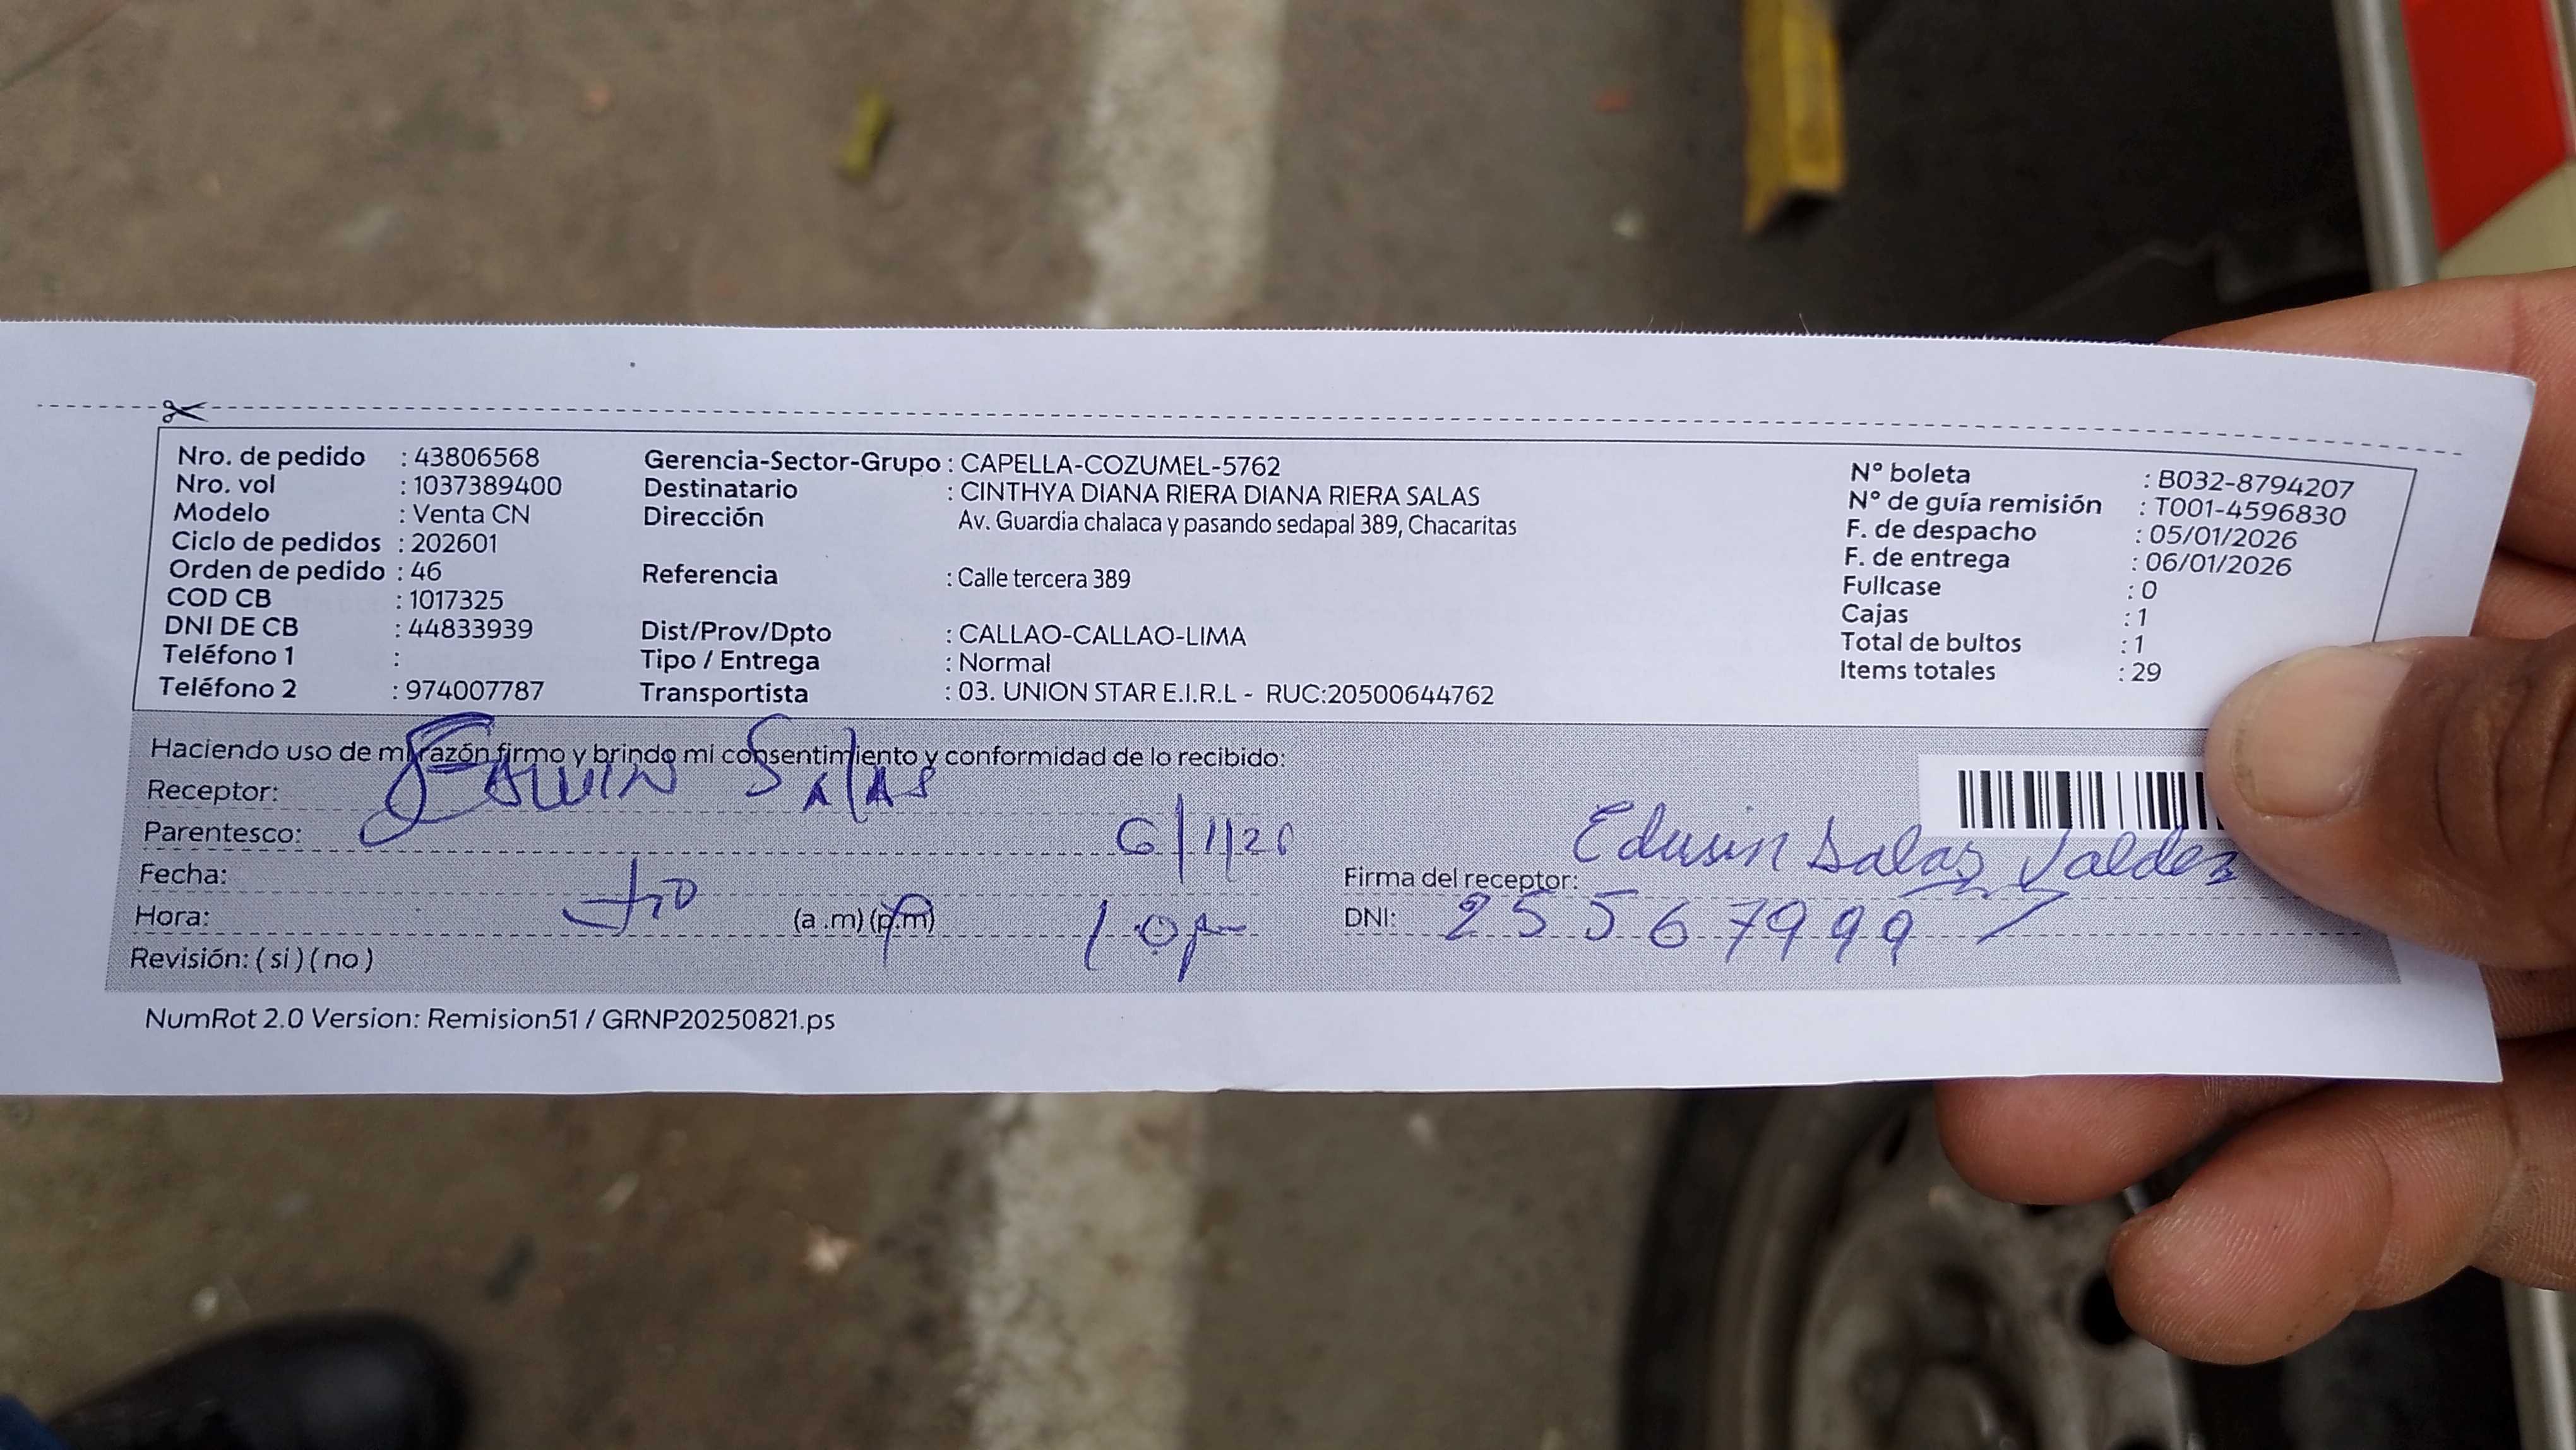 Nro. de pedido : 43806568
Nro. vol : 1037389400
Modelo : Venta CN
Ciclo de pedidos : 202601
Orden de pedido : 46
COD CB : 1017325
DNI DE CB : 44833939
Teléfono 1 :
Teléfono 2 : 974007787
Gerencia-Sector-Grupo : CAPELLA-COZUMEL-5762
Destinatario : CINTHYA DIANA RIERA DIANA RIERA SALAS
Dirección Av. Guardia chalaca y pasando sedapal 389, Chacaritas
Referencia : Calle tercera 389
Dist/Prov/Dpto : CALLAO-CALLAO-LIMA
Tipo / Entrega : Normal
Transportista : 03. UNION STAR E.I.R.L - RUC:20500644762
N° boleta : B032-8794207
N° de guía remisión : T001-4596830
F. de despacho : 05/01/2026
F. de entrega : 06/01/2026
Fullcase : 0
Cajas : 1
Total de bultos : 1
Items totales : 29
Haciendo uso de mi razón firmo y brindo mi consentimiento y conformidad de lo recibido:
Receptor: EDWIN SALAS
Parentesco:
6/1/26
Fecha:
Hora: tio (a .m) (p.m)
Revisión: ( si ) ( no )
Firma del receptor: Edwin Salas Valdez
DNI: 25567999
NumRot 2.0 Version: Remision51 / GRNP20250821.ps